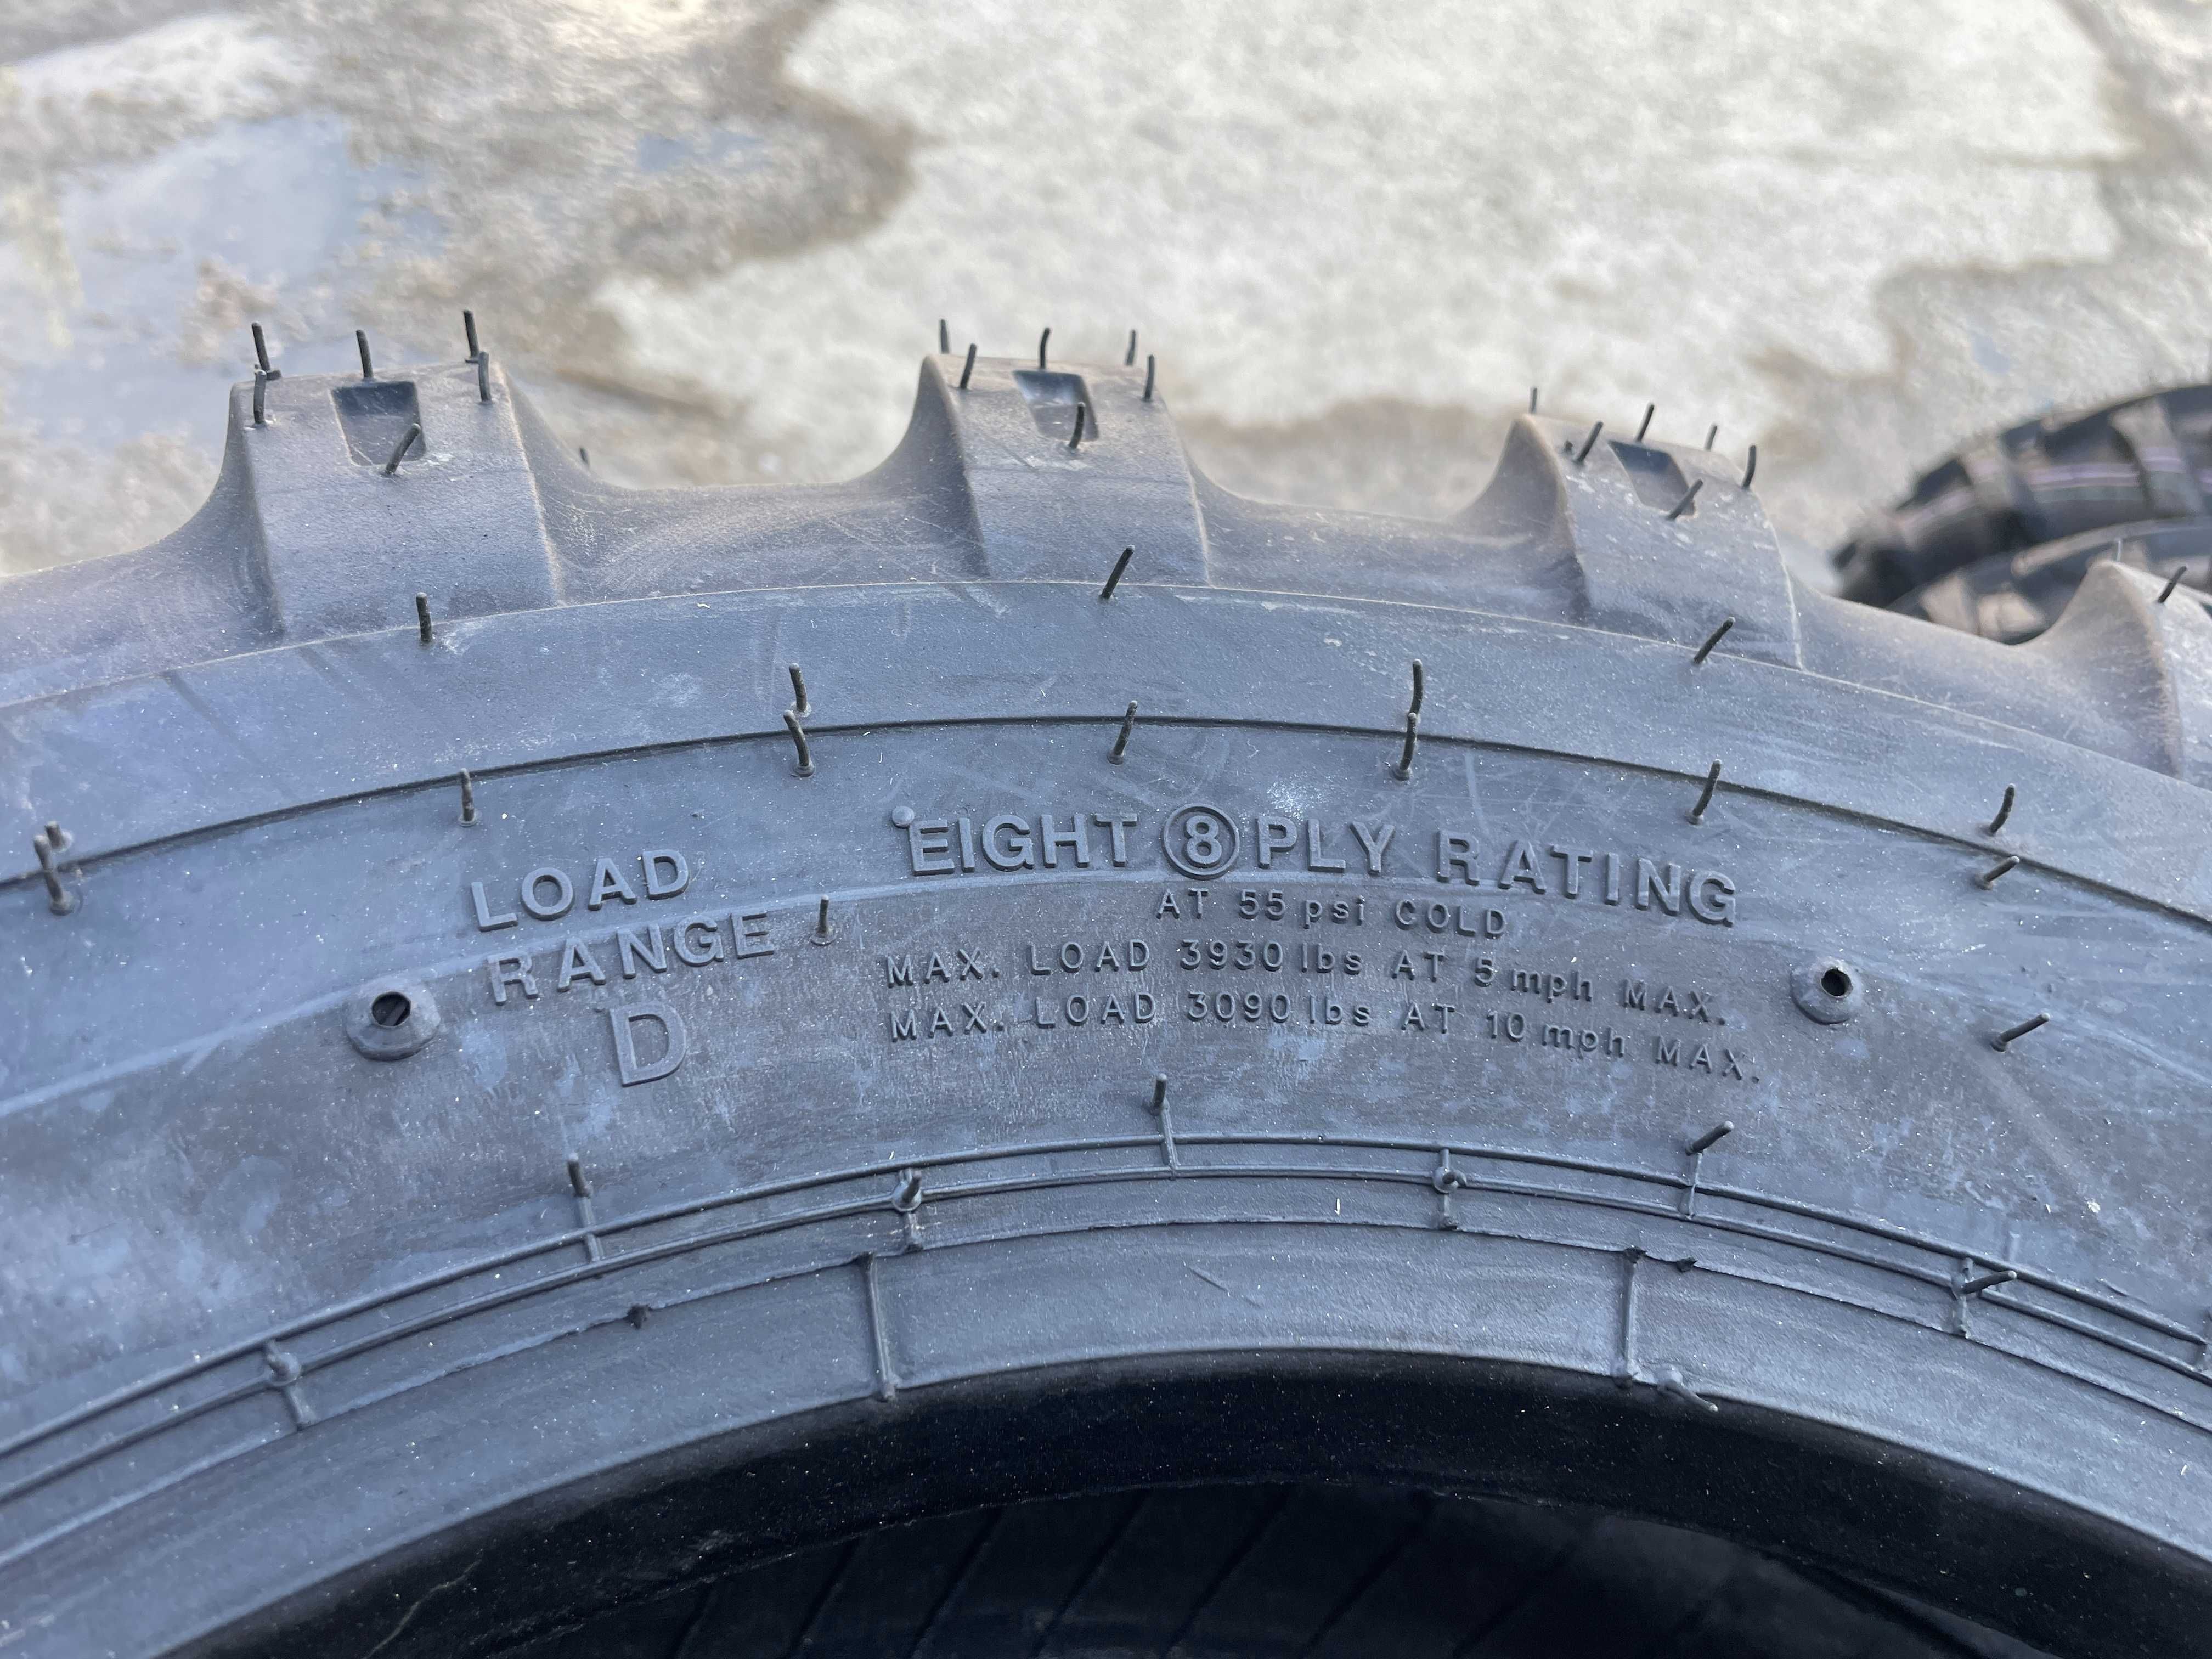 LOAD
RANGE
D
EIGHT 8 PLY RATING
AT 55 psi COLD
MAX. LOAD 3930 lbs AT 5 mph MAX.
MAX. LOAD 3090 lbs AT 10 mph MAX.